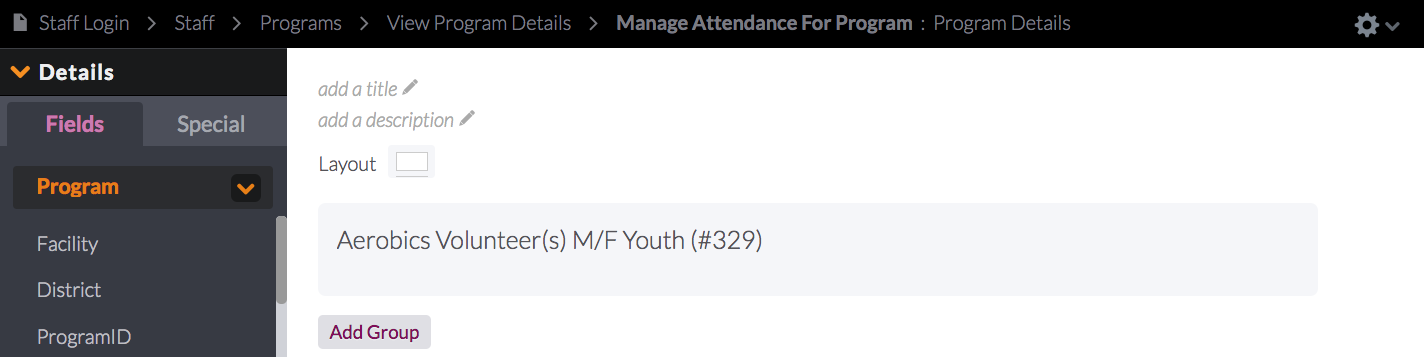 Staff Login > Staff > Programs > View Program Details > Manage Attendance For Program : Program Details
Details
Fields Special
Program
Facility
District
ProgramID
add a title
add a description
Layout
Aerobics Volunteer(s) M/F Youth (#329)
Add Group